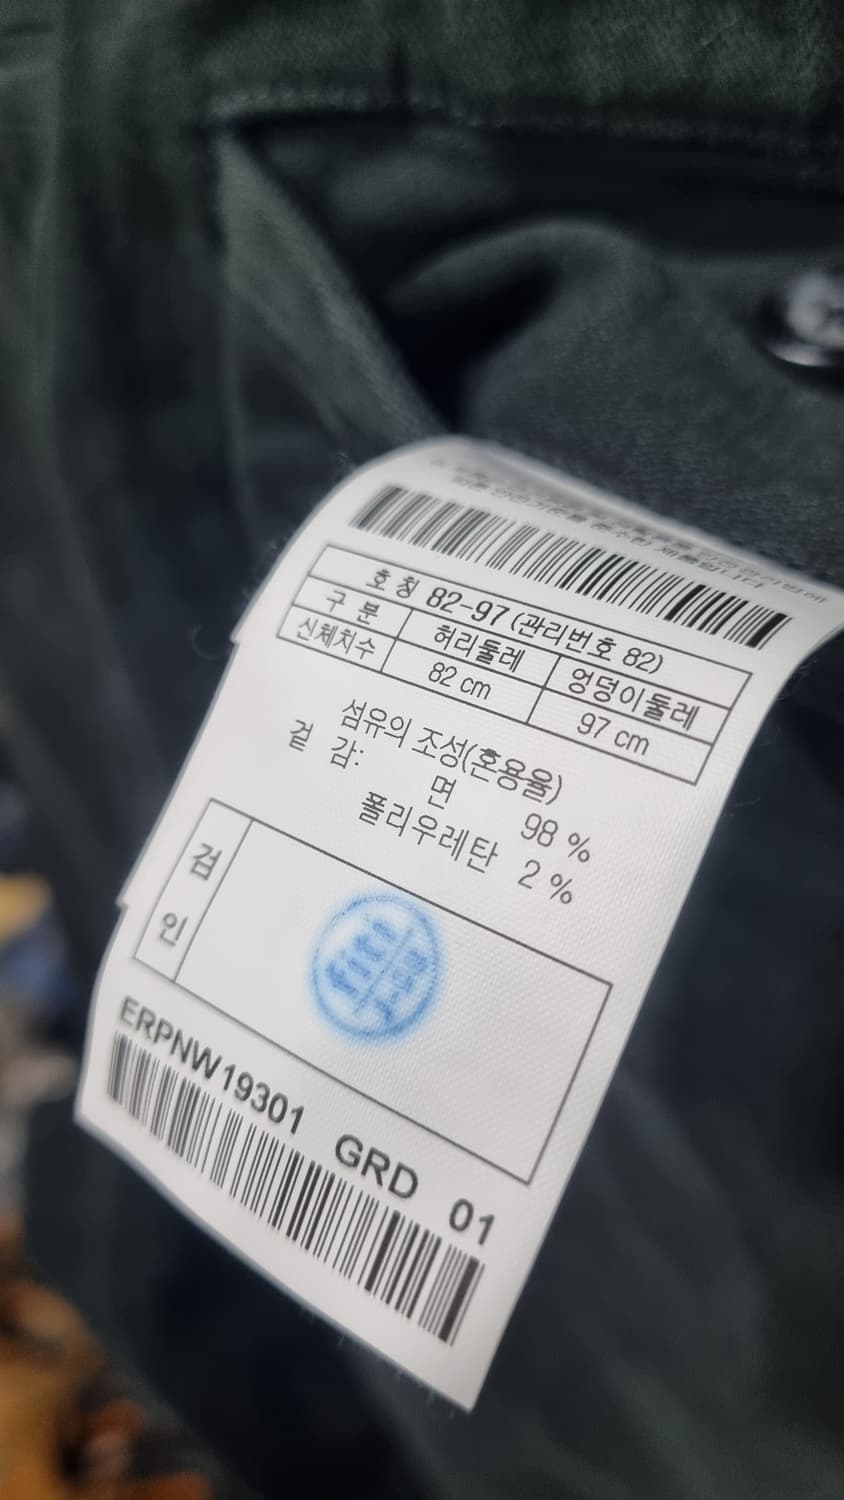 호 칭 82-97 (관리번호 82)
구 분 허리둘레 엉덩이둘레
신체치수 82 cm 97 cm
섬유의 조성(혼용율)
겉 감:
면 98 %
폴리우레탄 2 %
검
인
fiti
ERPNW19301 GRD 01